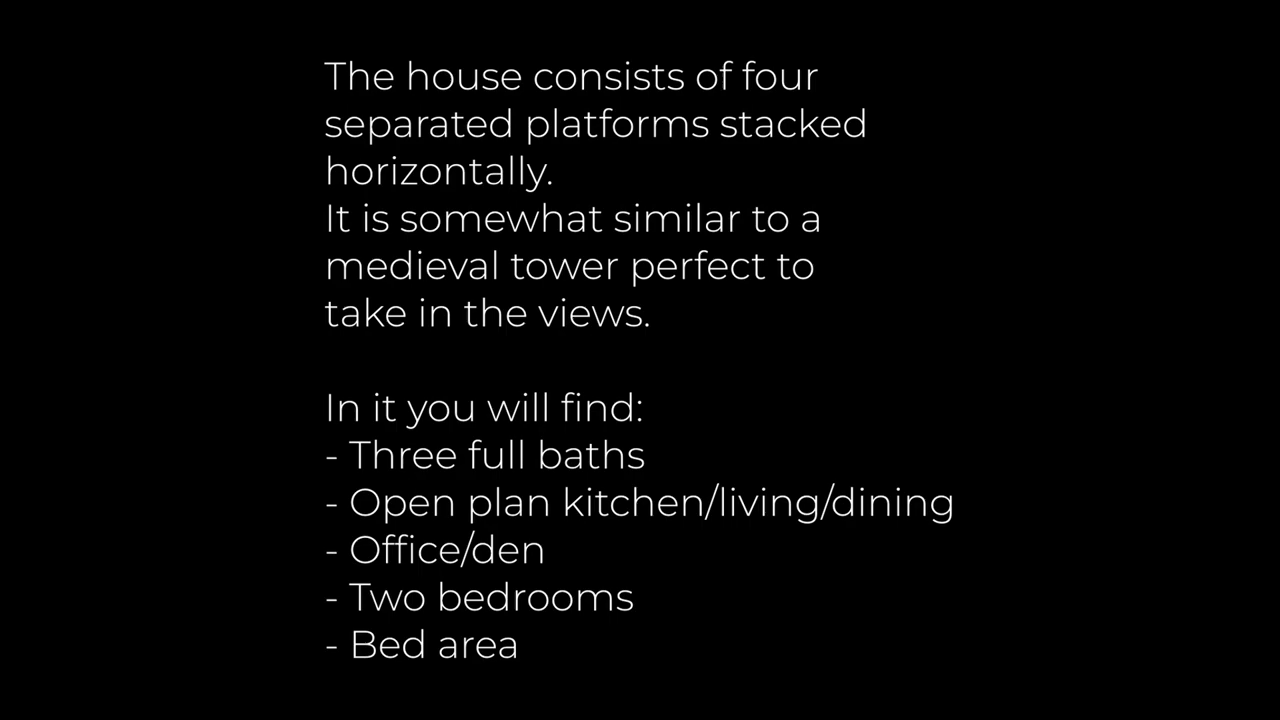 The house consists of four
separated platforms stacked
horizontally.
It is somewhat similar to a
medieval tower perfect to
take in the views.
In it you will find:
- Three full baths
- Open plan kitchen/living/dining
- Office/den
- Two bedrooms
- Bed area